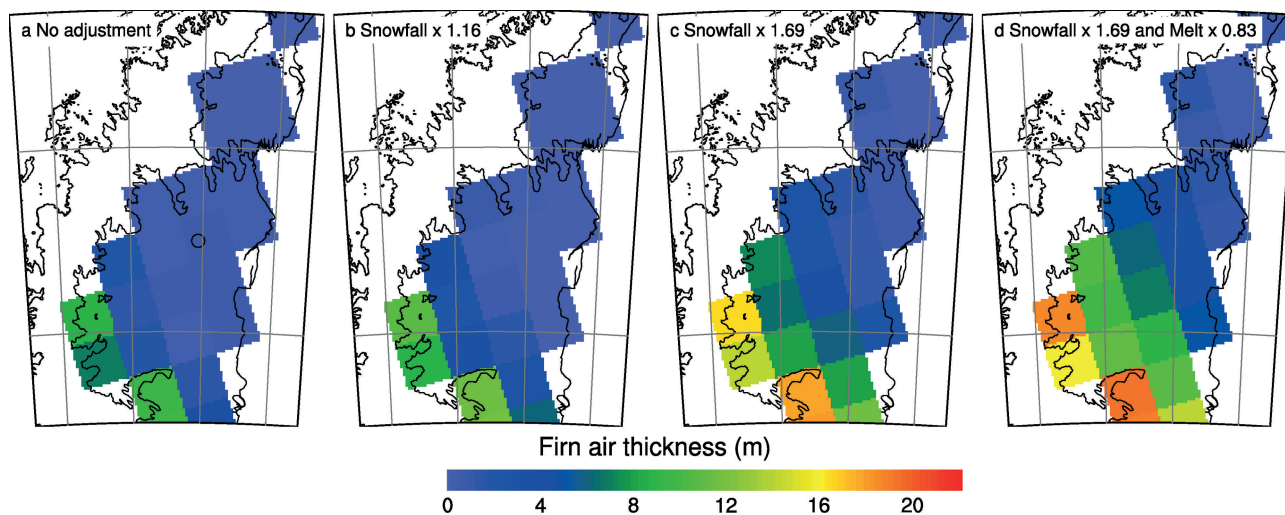 a No adjustment
b Snowfall x 1.16
c Snowfall x 1.69
d Snowfall x 1.69 and Melt x 0.83
Firn air thickness (m)
0 4 8 12 16 20